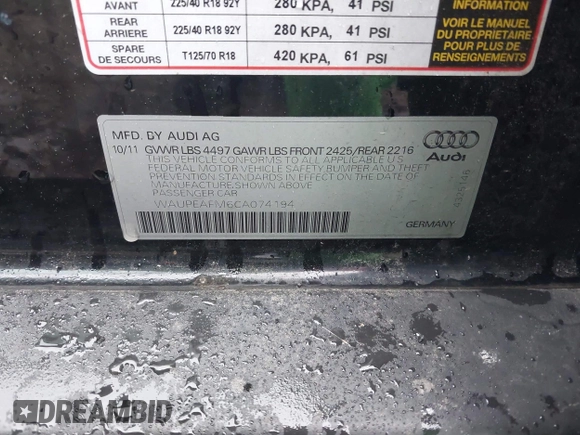 AVANT 225/40 R18 92Y 280 KPA, 41 PSI
REAR
ARRIERE 225/40 R18 92Y 280 KPA, 41 PSI
SPARE
DE SECOURS T125/70 R18 420 KPA, 61 PSI
INFORMATION
VOIR LE MANUEL
DU PROPRIETAIRE
POUR PLUS DE
RENSEIGNEMENTS
MFD. BY AUDI AG
10/11 GVWR LBS 4497 GAWR LBS FRONT 2425/REAR 2216
THIS VEHICLE CONFORMS TO ALL APPLICABLE U.S.
FEDERAL MOTOR VEHICLE SAFETY BUMPER AND THEFT
PREVENTION STANDARDS IN EFFECT ON THE DATE OF
MANUFACTURE SHOWN ABOVE
PASSENGER CAR
WAUPEAFM6CA074194
Audi
GERMANY
DREAMBID